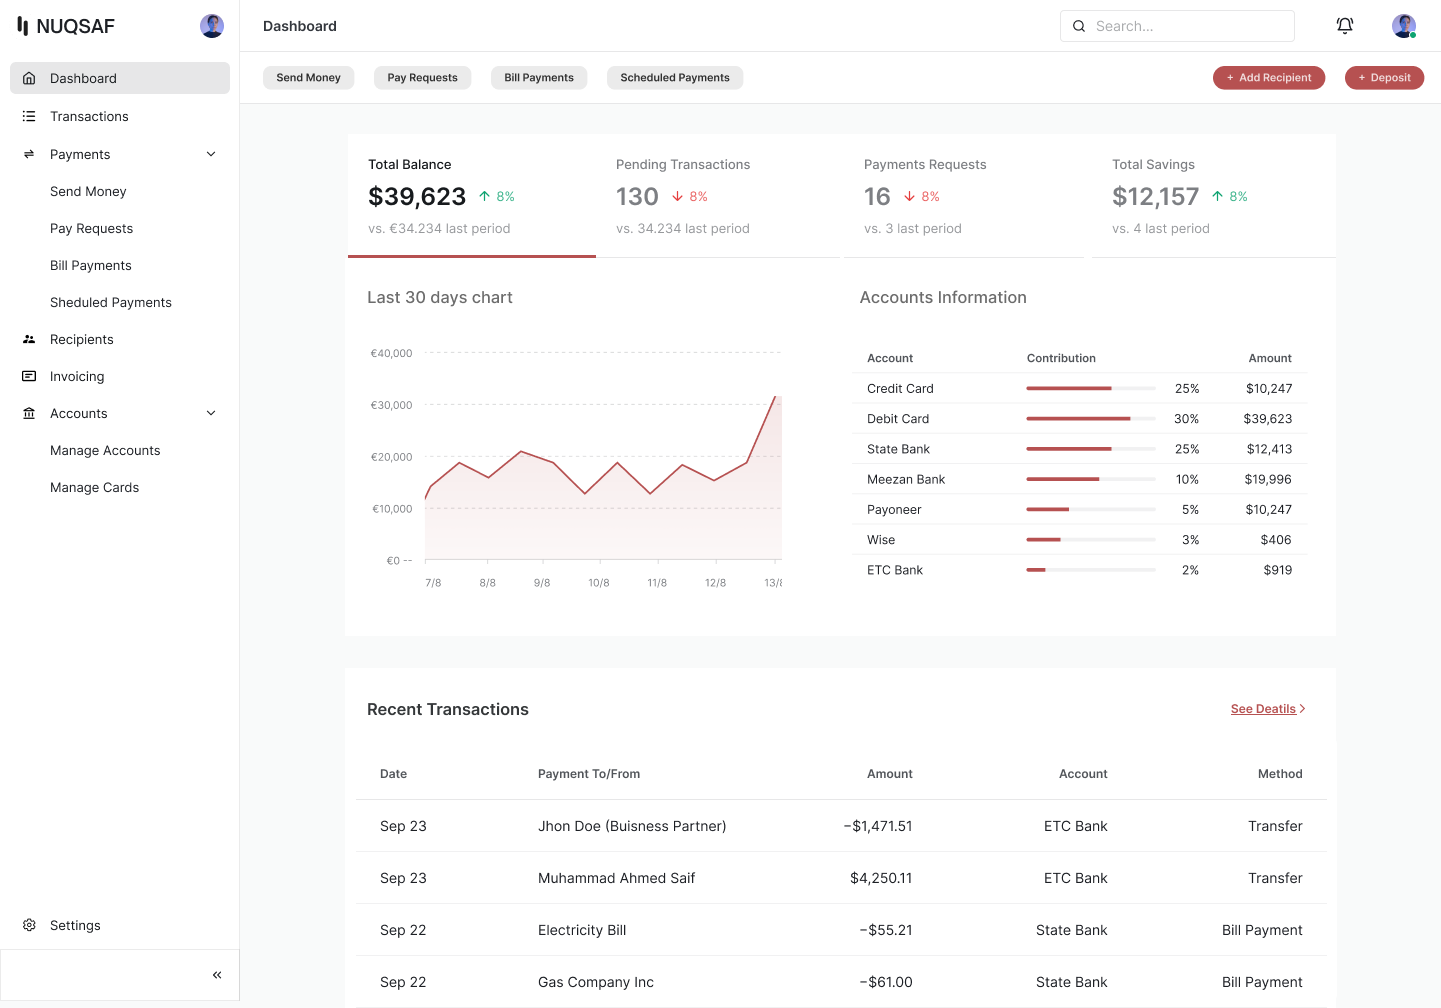 NUQSAF
Dashboard
Search...
Dashboard
Transactions
Payments
Send Money
Pay Requests
Bill Payments
Sheduled Payments
Recipients
Invoicing
Accounts
Manage Accounts
Manage Cards
Settings
«
Send Money Pay Requests Bill Payments Scheduled Payments + Add Recipient + Deposit
Total Balance
$39,623 ↑ 8%
vs. €34.234 last period
Pending Transactions
130 ↓ 8%
vs. 34.234 last period
Payments Requests
16 ↓ 8%
vs. 3 last period
Total Savings
$12,157 ↑ 8%
vs. 4 last period
Last 30 days chart
€40,000
€30,000
€20,000
€10,000
€0 --
7/8 8/8 9/8 10/8 11/8 12/8 13/8
Accounts Information
Account Contribution Amount
Credit Card 25% $10,247
Debit Card 30% $39,623
State Bank 25% $12,413
Meezan Bank 10% $19,996
Payoneer 5% $10,247
Wise 3% $406
ETC Bank 2% $919
Recent Transactions
See Deatils >
Date Payment To/From Amount Account Method
Sep 23 Jhon Doe (Buisness Partner) −$1,471.51 ETC Bank Transfer
Sep 23 Muhammad Ahmed Saif $4,250.11 ETC Bank Transfer
Sep 22 Electricity Bill −$55.21 State Bank Bill Payment
Sep 22 Gas Company Inc −$61.00 State Bank Bill Payment